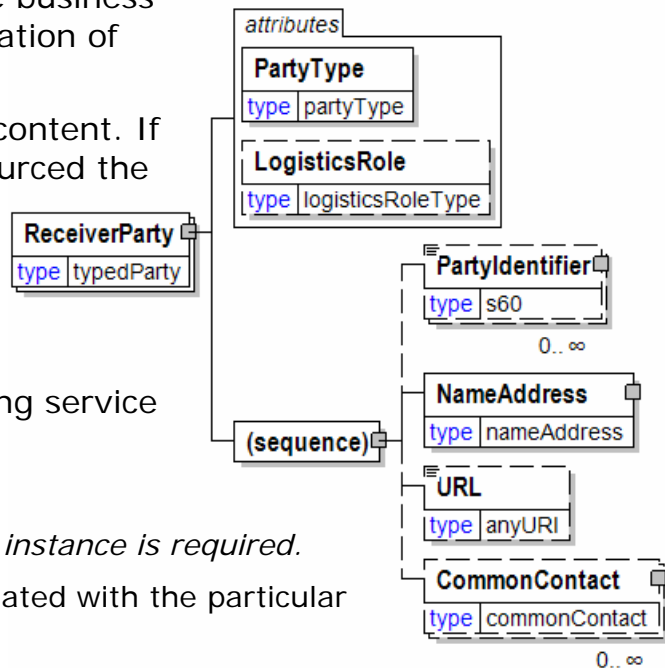 e business
ation of
content. If
urced the
ng service
instance is required.
ated with the particular
attributes
PartyType
type partyType
LogisticsRole
type logisticsRoleType
ReceiverParty
type typedParty
(sequence)
PartyIdentifier
type s60
0.. ∞
NameAddress
type nameAddress
URL
type anyURI
CommonContact
type commonContact
0.. ∞